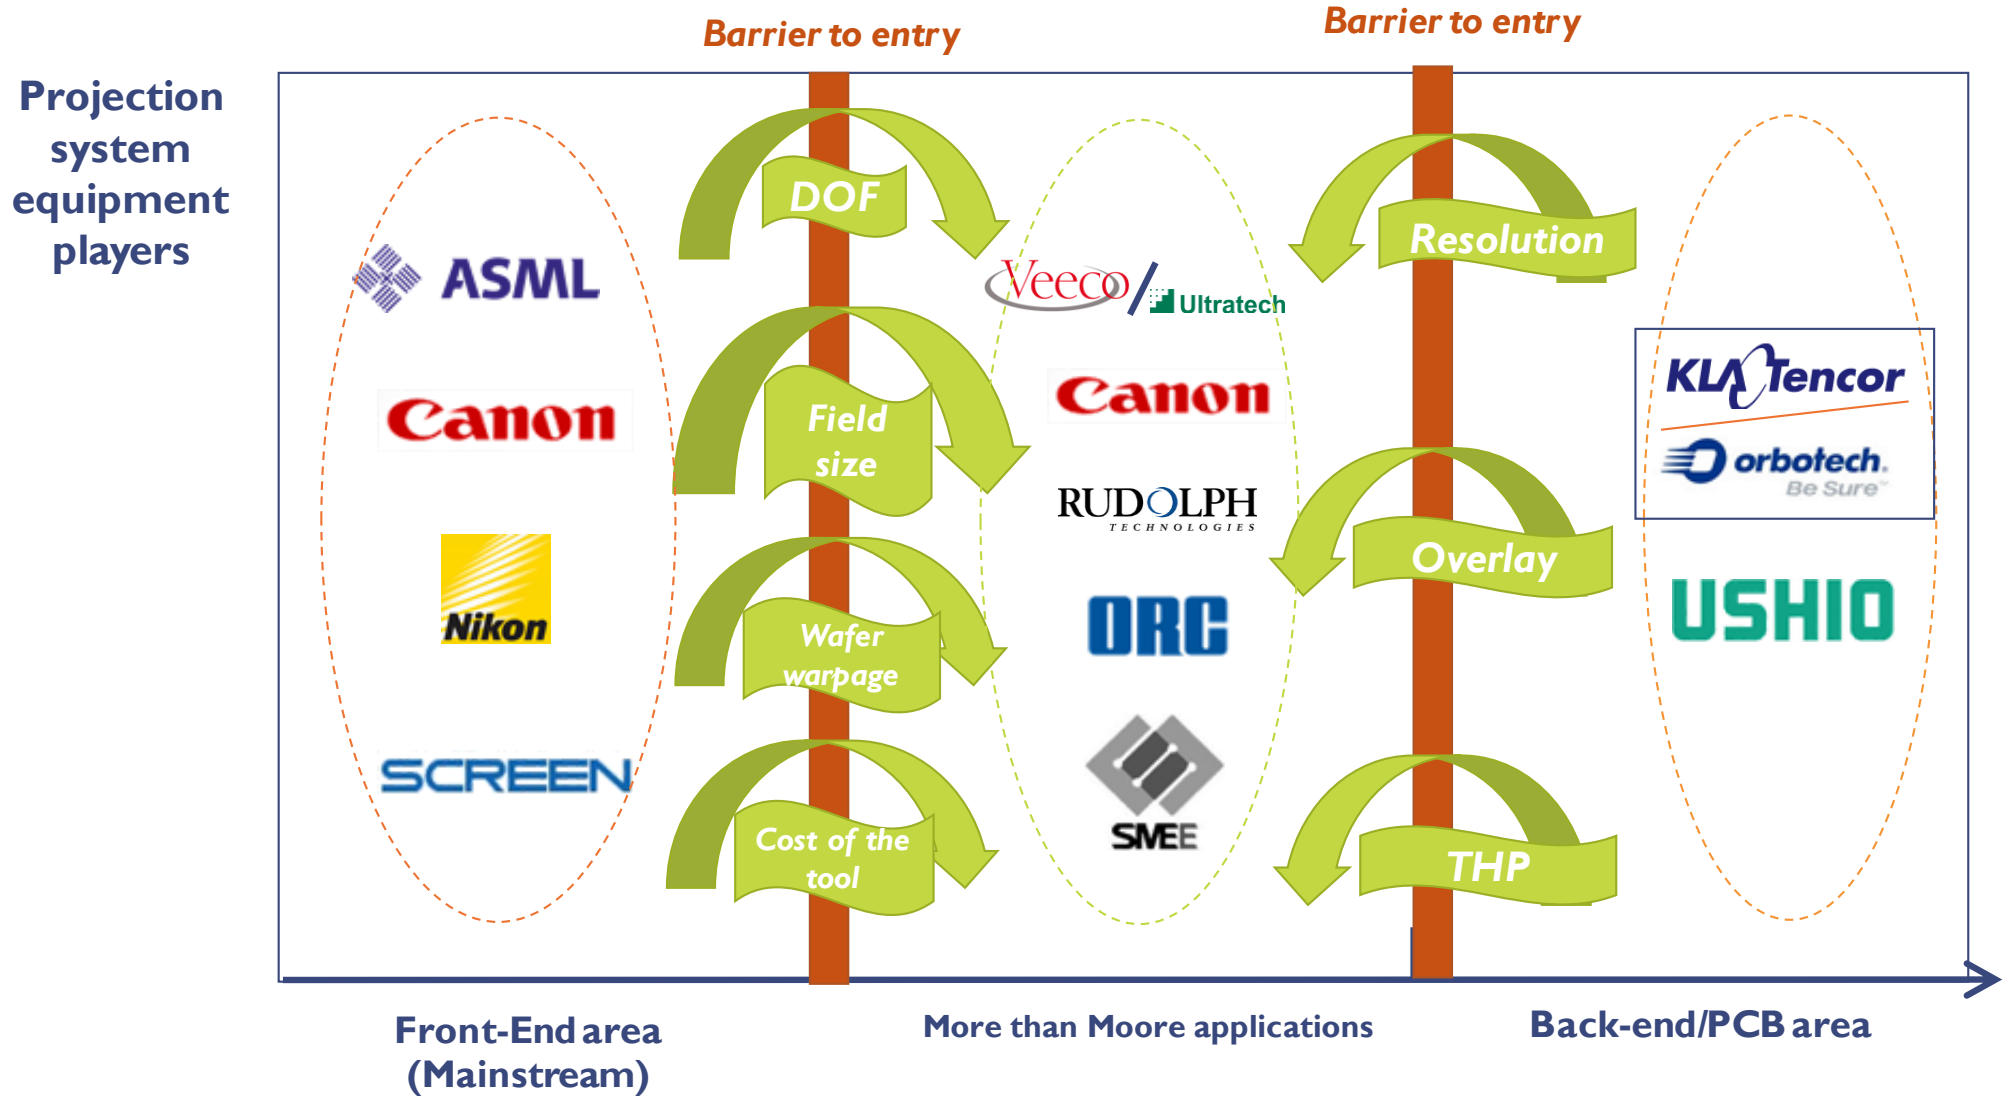 Barrier to entry
Barrier to entry
Projection
system
equipment
players
DOF
Field
size
Wafer
warpage
Cost of the
tool
Resolution
Overlay
THP
ASML
Canon
Nikon
SCREEN
Veeco / Ultratech
Canon
RUDOLPH
TECHNOLOGIES
ORC
SMEE
KLA Tencor
orbotech.
Be Sure™
USHIO
Front-End area
(Mainstream)
More than Moore applications
Back-end/PCB area